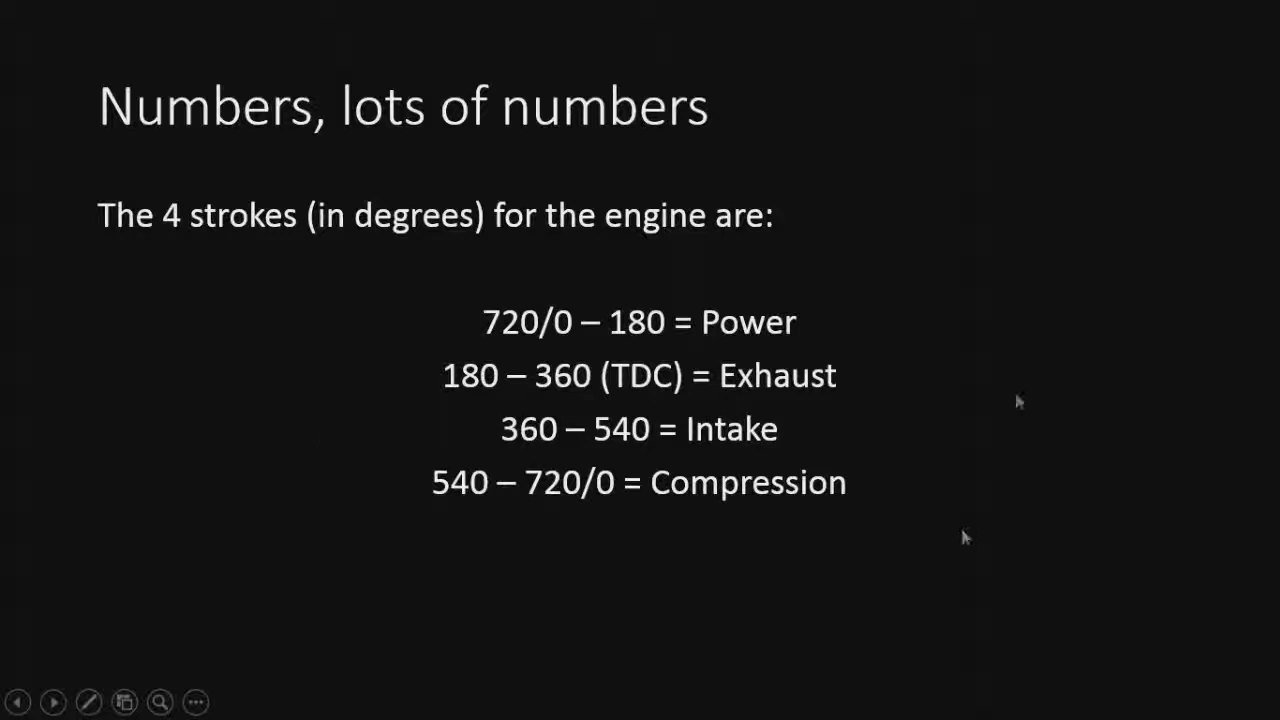 Numbers, lots of numbers
The 4 strokes (in degrees) for the engine are:
720/0 – 180 = Power
180 – 360 (TDC) = Exhaust
360 – 540 = Intake
540 – 720/0 = Compression